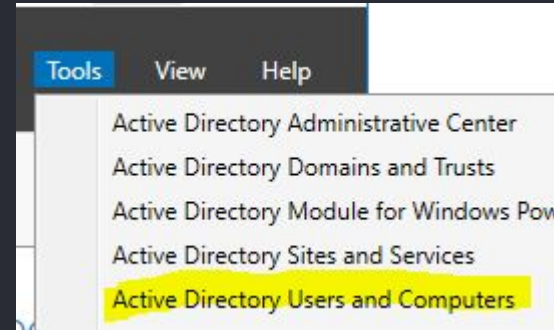 Tools View Help
Active Directory Administrative Center
Active Directory Domains and Trusts
Active Directory Module for Windows
Active Directory Sites and Services
Active Directory Users and Computers